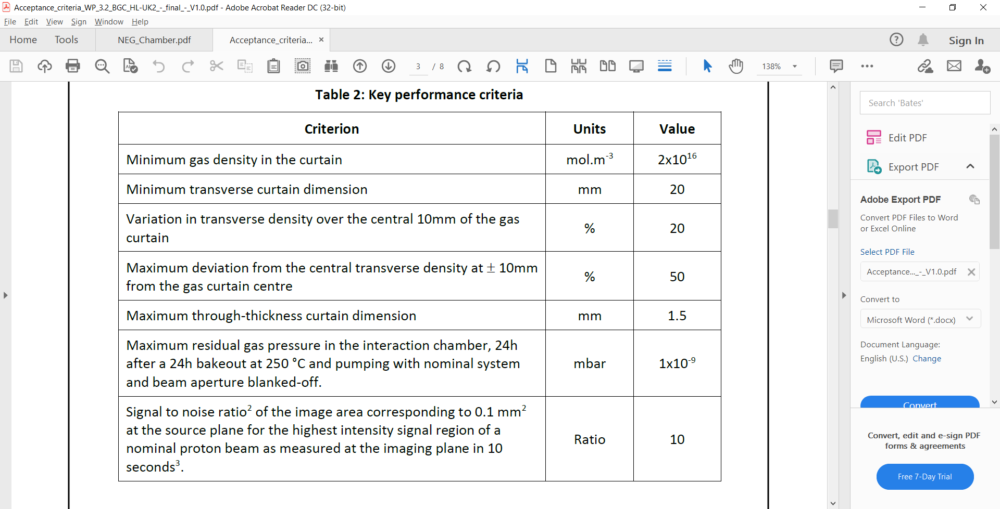 Acceptance_criteria_WP_3.2_BGC_HL-UK2_-_final_-_V1.0.pdf - Adobe Acrobat Reader DC (32-bit)
File Edit View Sign Window Help
Home Tools NEG_Chamber.pdf Acceptance_criteria... × Sign In
3 / 8 138%
Table 2: Key performance criteria
Criterion Units Value
Minimum gas density in the curtain mol.m⁻³ 2x10¹⁶
Minimum transverse curtain dimension mm 20
Variation in transverse density over the central 10mm of the gas
curtain % 20
Maximum deviation from the central transverse density at ± 10mm
from the gas curtain centre % 50
Maximum through-thickness curtain dimension mm 1.5
Maximum residual gas pressure in the interaction chamber, 24h
after a 24h bakeout at 250 °C and pumping with nominal system mbar 1x10⁻⁹
and beam aperture blanked-off.
Signal to noise ratio² of the image area corresponding to 0.1 mm²
at the source plane for the highest intensity signal region of a
nominal proton beam as measured at the imaging plane in 10 Ratio 10
seconds³.
Search 'Bates'
Edit PDF
Export PDF
Adobe Export PDF
Convert PDF Files to Word
or Excel Online
Select PDF File
Acceptance..._-_V1.0.pdf
Convert to
Microsoft Word (*.docx)
Document Language:
English (U.S.) Change
Convert
Convert, edit and e-sign PDF
forms & agreements
Free 7-Day Trial